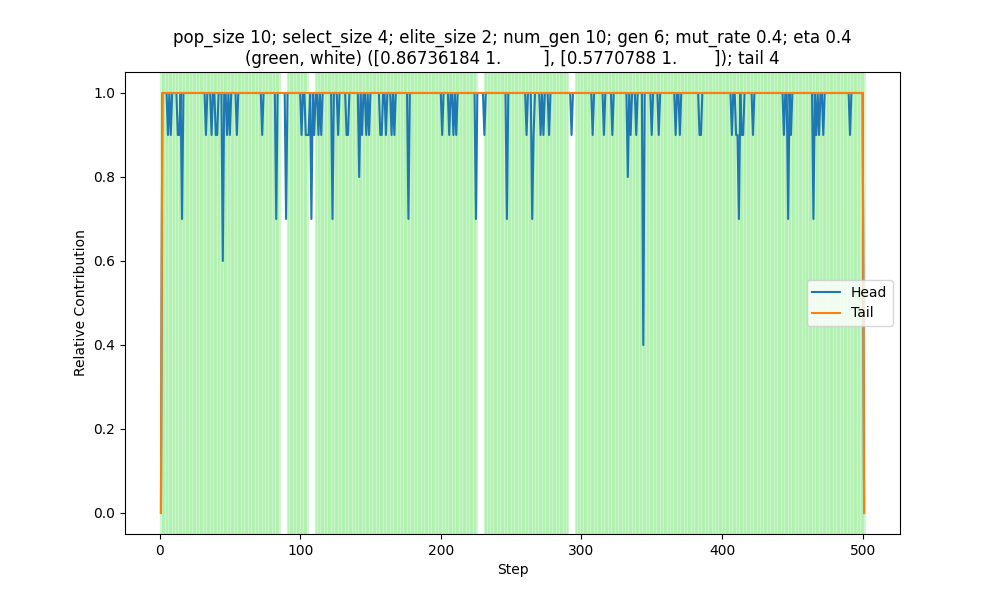 pop_size 10; select_size 4; elite_size 2; num_gen 10; gen 6; mut_rate 0.4; eta 0.4
(green, white) ([0.86736184 1.        ], [0.5770788 1.        ]); tail 4
1.0
0.8
0.6
0.4
0.2
0.0
Relative Contribution
Head
Tail
0 100 200 300 400 500
Step